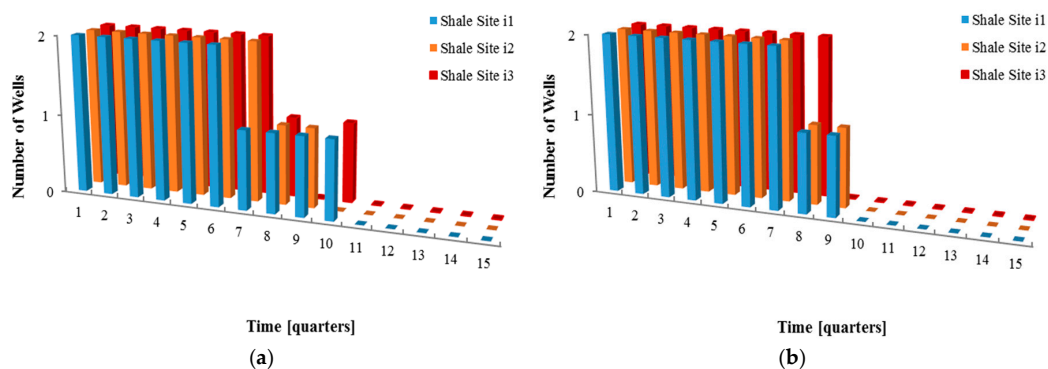 2
1
0
Number of Wells
1 2 3 4 5 6 7 8 9 10 11 12 13 14 15
Time [quarters]
Shale Site i1
Shale Site i2
Shale Site i3
(a)
2
1
0
Number of Wells
1 2 3 4 5 6 7 8 9 10 11 12 13 14 15
Time [quarters]
Shale Site i1
Shale Site i2
Shale Site i3
(b)